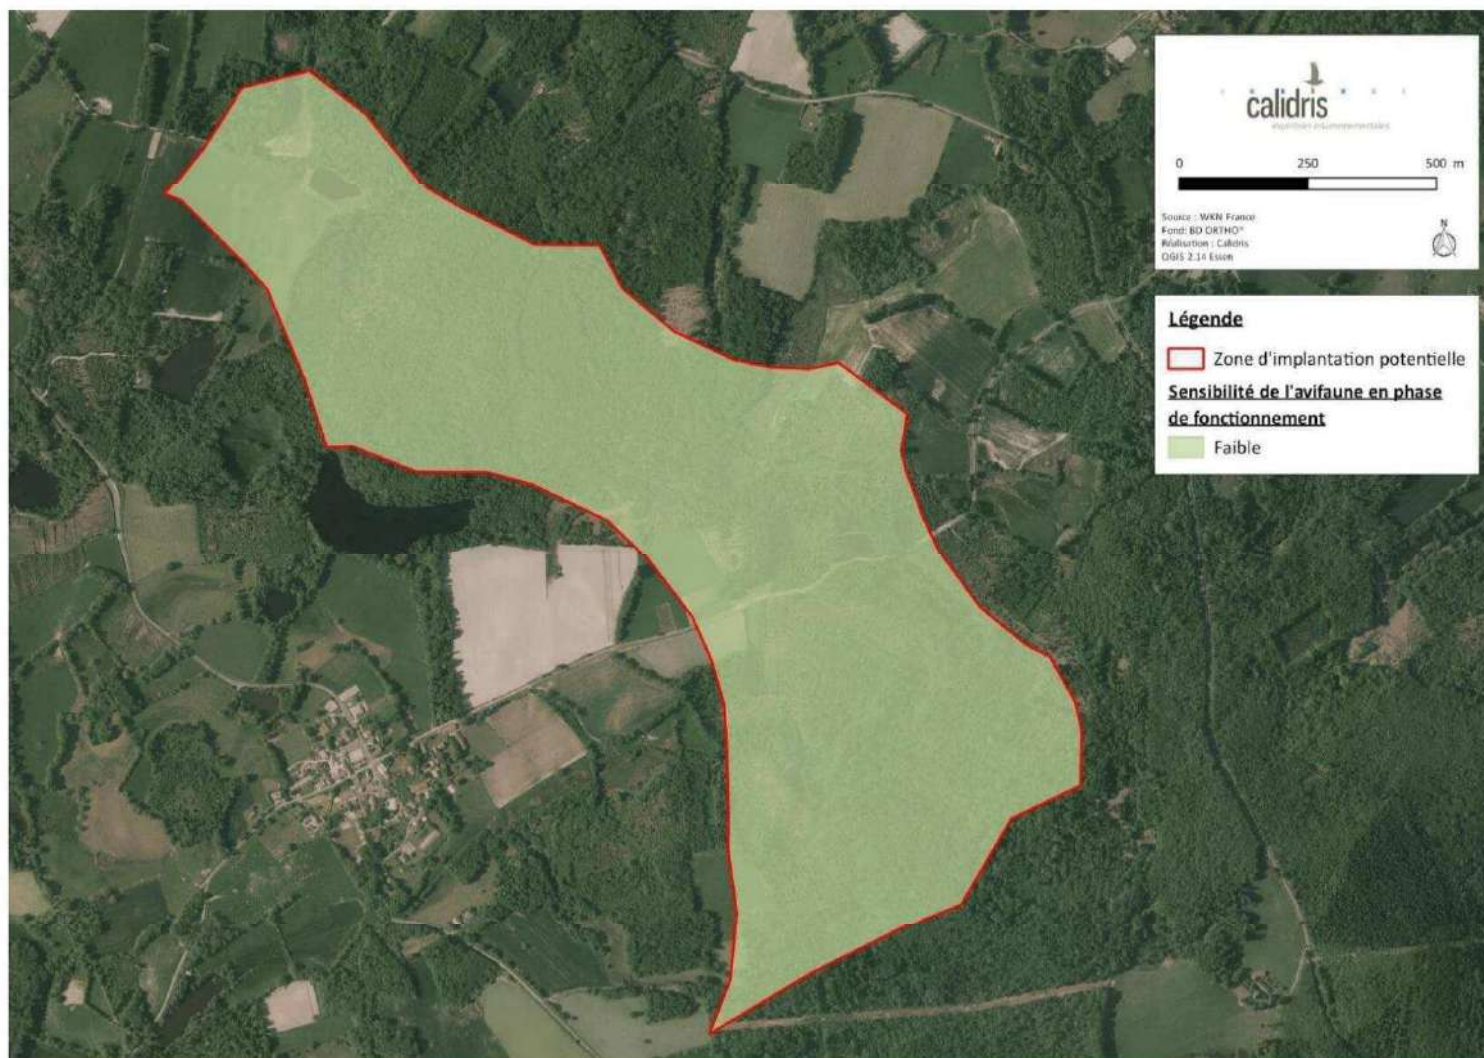 calidris
0 250 500 m
Source : WKN France
Fond: BD ORTHO®
Réalisation : Calidris
QGIS 2.14 Essen
N
Légende
Zone d'implantation potentielle
Sensibilité de l'avifaune en phase
de fonctionnement
Faible